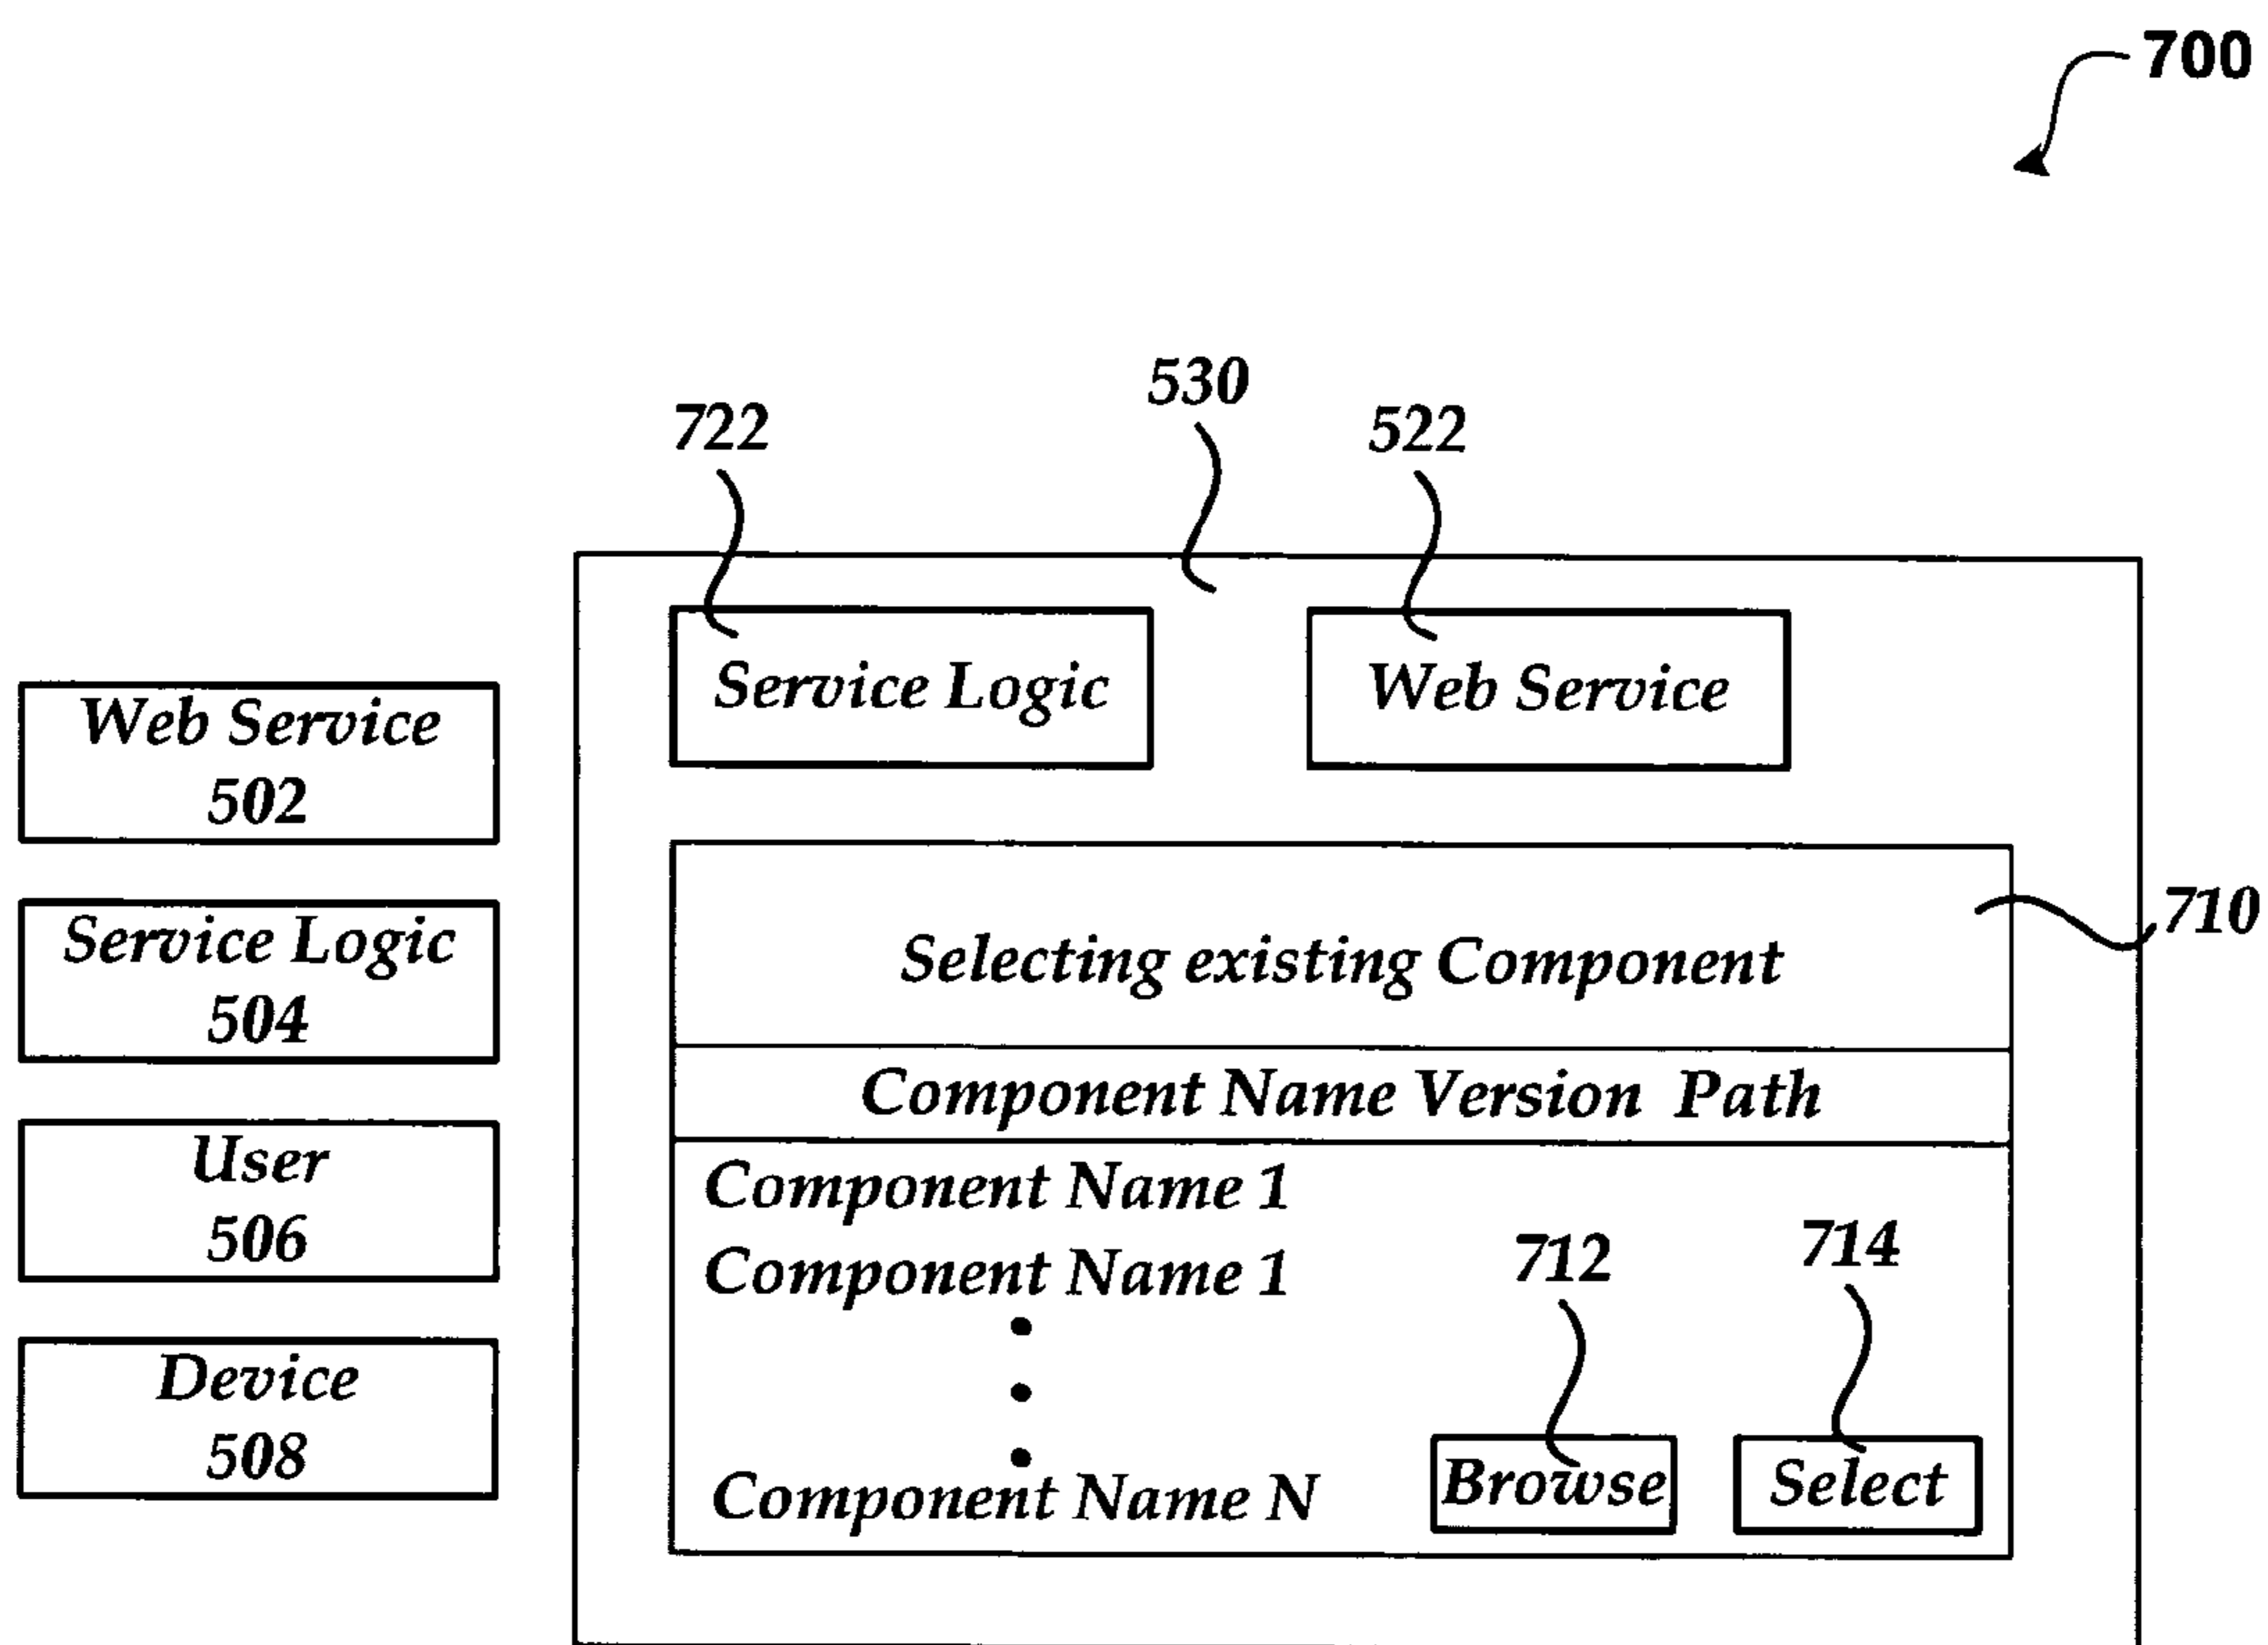 700
530
722
522
Service Logic
Web Service
Web Service
502
Service Logic
504
User
506
Device
508
710
Selecting existing Component
Component Name Version Path
Component Name 1
Component Name 1
712
714
Component Name N
Browse
Select